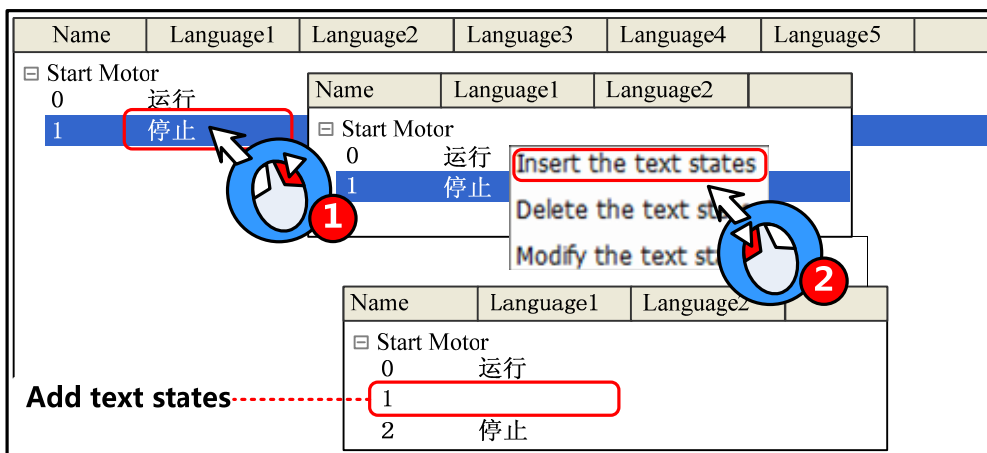 Name Language1 Language2 Language3 Language4 Language5
Start Motor
0 运行
1 停止
Name Language1 Language2
Start Motor
0 运行
1 停止
Insert the text states
Delete the text
Modify the text
1
2
Name Language1 Language2
Start Motor
0 运行
Add text states 1
2 停止